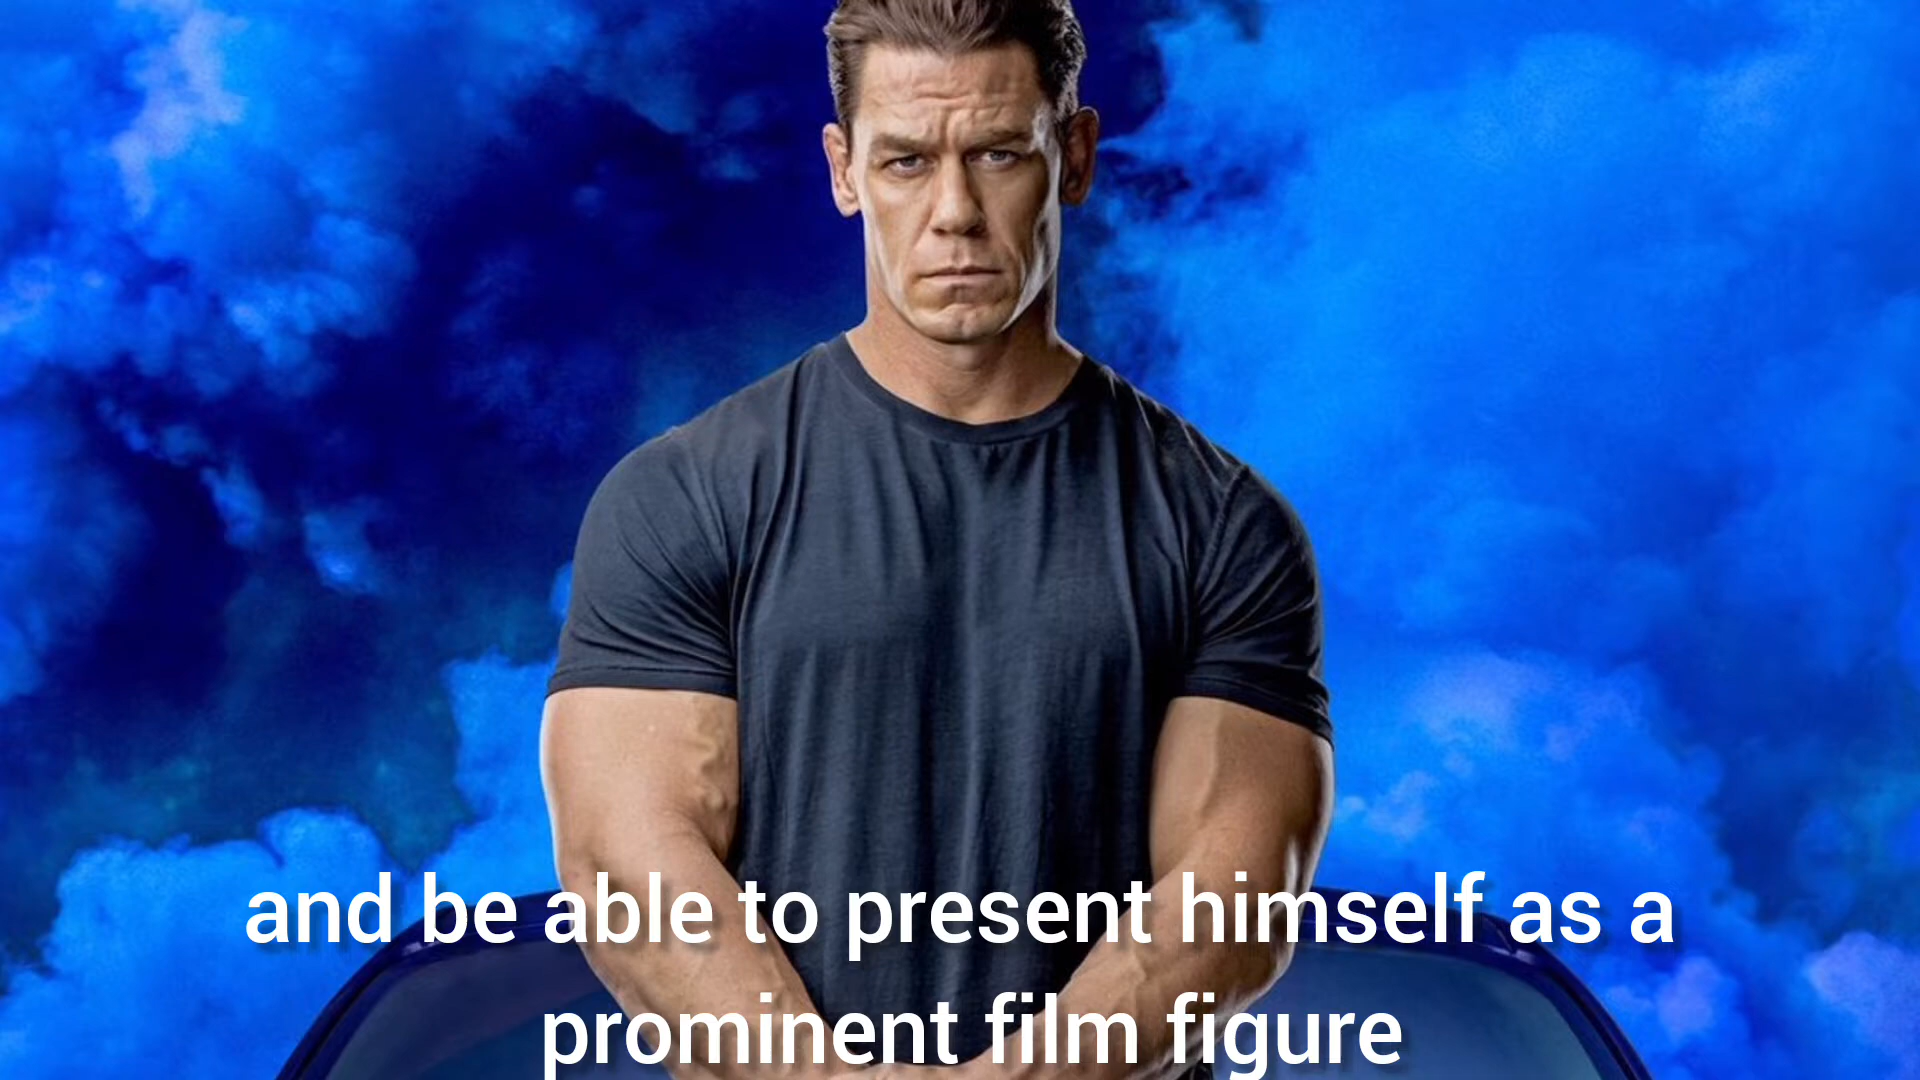 and be able to present himself as a
prominent film figure